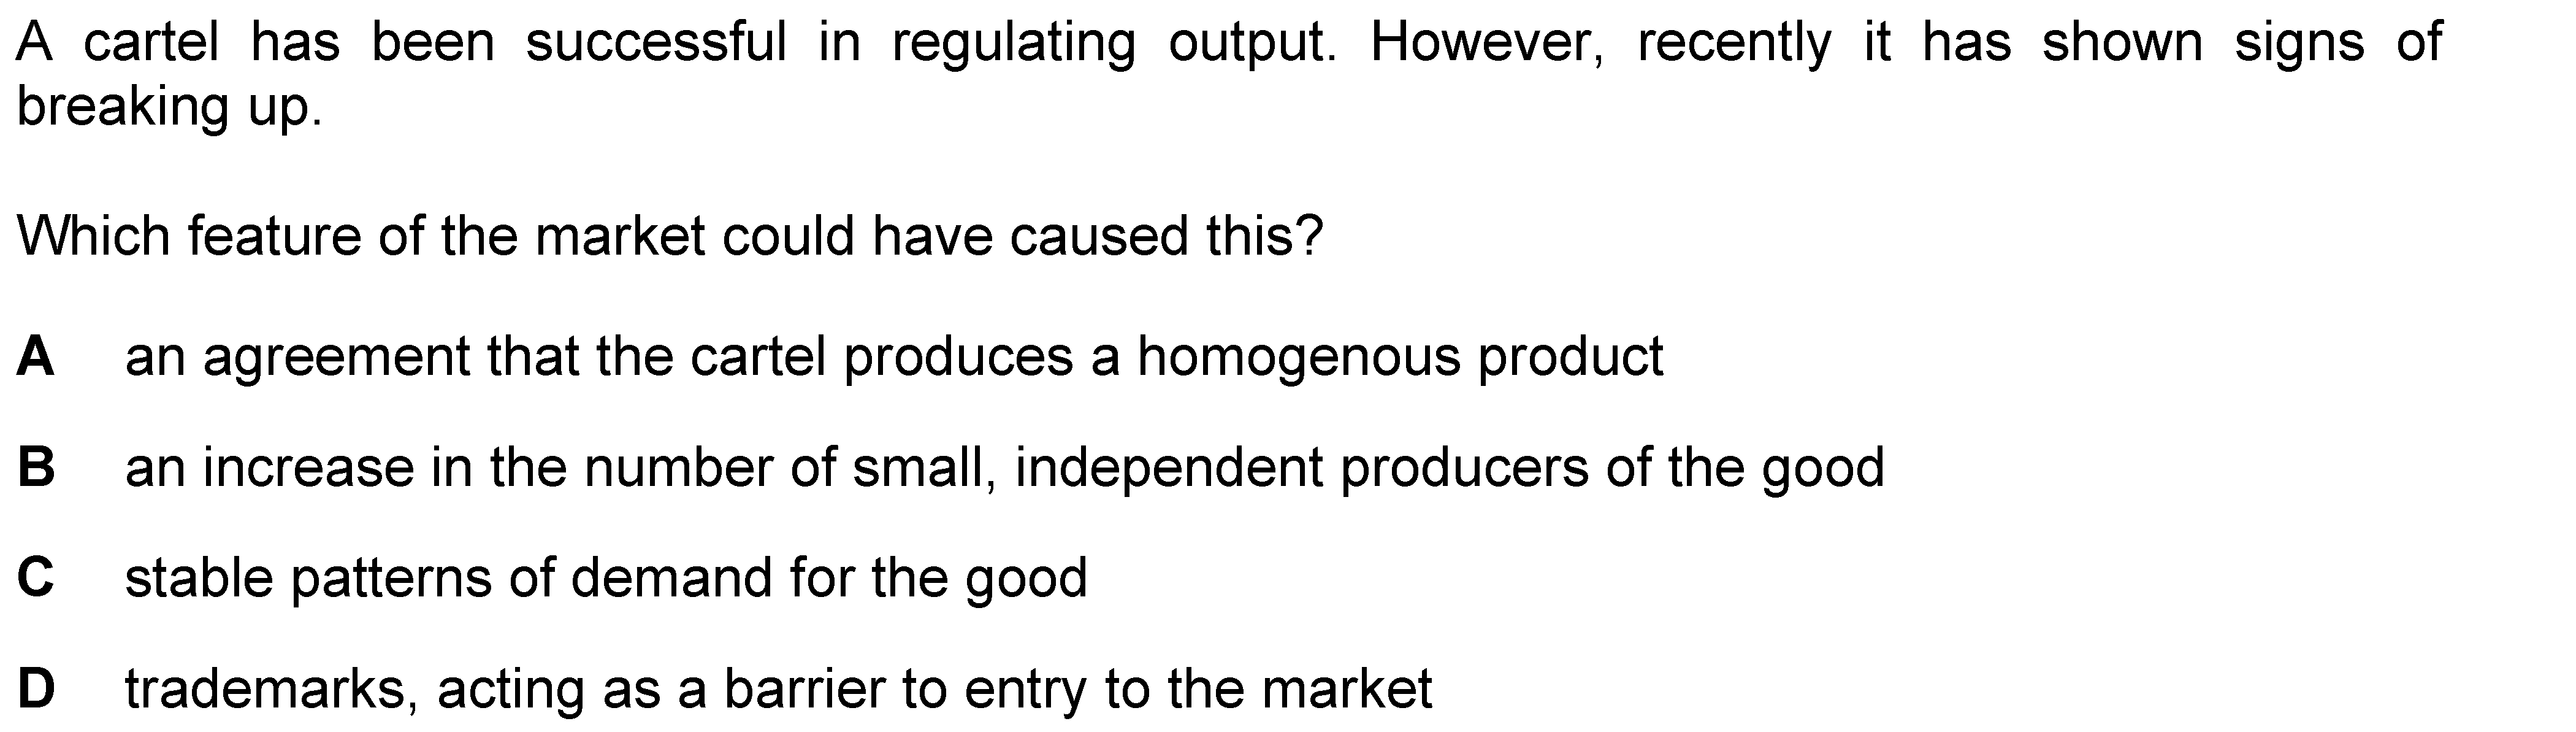 A cartel has been successful in regulating output. However, recently it has shown signs of
breaking up.
Which feature of the market could have caused this?
A an agreement that the cartel produces a homogenous product
B an increase in the number of small, independent producers of the good
C stable patterns of demand for the good
D trademarks, acting as a barrier to entry to the market